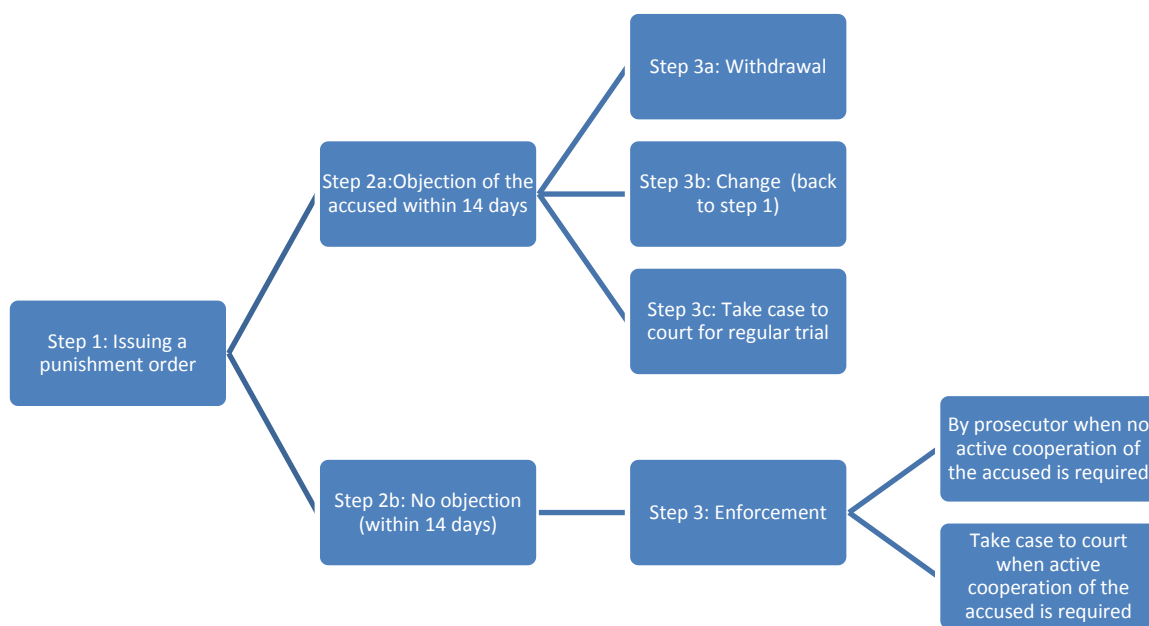 Step 1: Issuing a
punishment order
Step 2a:Objection of the
accused within 14 days
Step 3a: Withdrawal
Step 3b: Change  (back
to step 1)
Step 3c: Take case to
court for regular trial
Step 2b: No objection
(within 14 days)
Step 3: Enforcement
By prosecutor when no
active cooperation of
the accused is required
Take case to court
when active
cooperation of the
accused is required